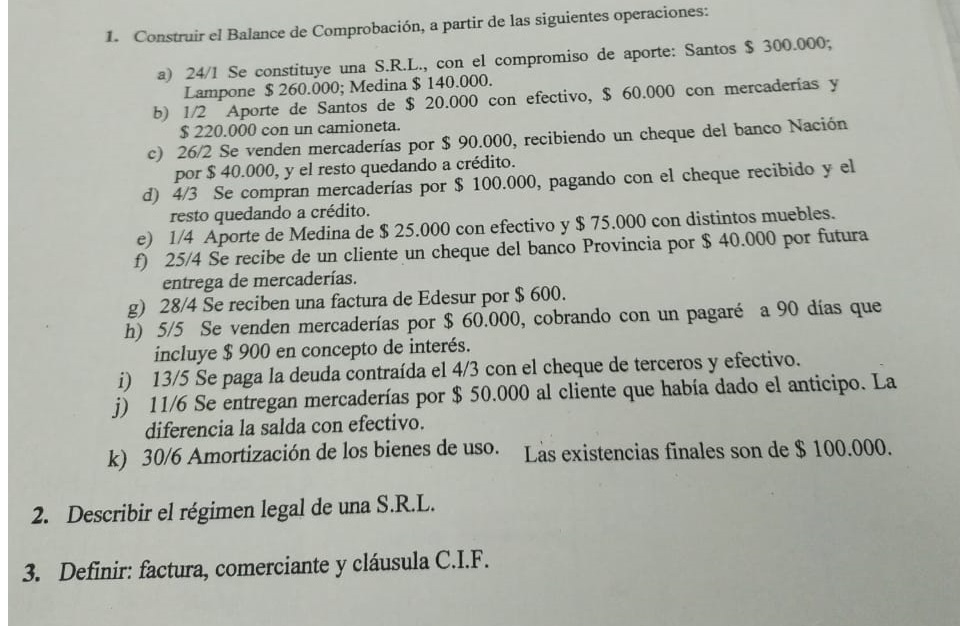 1. Construir el Balance de Comprobación, a partir de las siguientes operaciones:
a) 24/1 Se constituye una S.R.L., con el compromiso de aporte: Santos $ 300.000;
Lampone $ 260.000; Medina $ 140.000.
b) 1/2 Aporte de Santos de $ 20.000 con efectivo, $ 60.000 con mercaderías y
$ 220.000 con un camioneta.
c) 26/2 Se venden mercaderías por $ 90.000, recibiendo un cheque del banco Nación
por $ 40.000, y el resto quedando a crédito.
d) 4/3 Se compran mercaderías por $ 100.000, pagando con el cheque recibido y el
resto quedando a crédito.
e) 1/4 Aporte de Medina de $ 25.000 con efectivo y $ 75.000 con distintos muebles.
f) 25/4 Se recibe de un cliente un cheque del banco Provincia por $ 40.000 por futura
entrega de mercaderías.
g) 28/4 Se reciben una factura de Edesur por $ 600.
h) 5/5 Se venden mercaderías por $ 60.000, cobrando con un pagaré a 90 días que
incluye $ 900 en concepto de interés.
i) 13/5 Se paga la deuda contraída el 4/3 con el cheque de terceros y efectivo.
j) 11/6 Se entregan mercaderías por $ 50.000 al cliente que había dado el anticipo. La
diferencia la salda con efectivo.
k) 30/6 Amortización de los bienes de uso. Las existencias finales son de $ 100.000.
2. Describir el régimen legal de una S.R.L.
3. Definir: factura, comerciante y cláusula C.I.F.